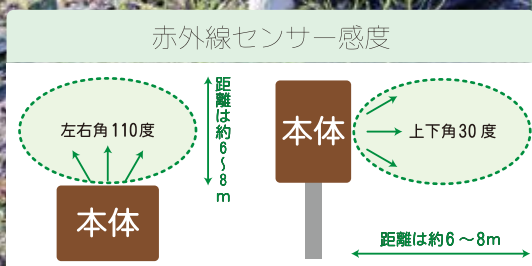 赤外線センサー感度
左右角110度
本体
距離は約6〜8m
本体
上下角30度
距離は約6〜8m